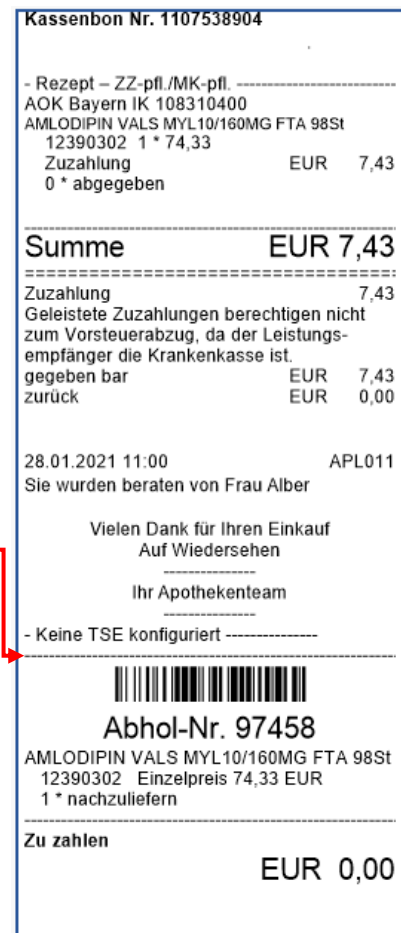 Kassenbon Nr. 1107538904
- Rezept – ZZ-pfl./MK-pfl. --------------------------
AOK Bayern IK 108310400
AMLODIPIN VALS MYL10/160MG FTA 98St
12390302 1 * 74,33
Zuzahlung EUR 7,43
0 * abgegeben
------------------------------------------------------------
Summe EUR 7,43
====================================
Zuzahlung 7,43
Geleistete Zuzahlungen berechtigen nicht
zum Vorsteuerabzug, da der Leistungs-
empfänger die Krankenkasse ist.
gegeben bar EUR 7,43
zurück EUR 0,00
28.01.2021 11:00 APL011
Sie wurden beraten von Frau Alber
Vielen Dank für Ihren Einkauf
Auf Wiedersehen
---------------
Ihr Apothekenteam
---------------
- Keine TSE konfiguriert ---------------
------------------------------------------------------------
Abhol-Nr. 97458
AMLODIPIN VALS MYL10/160MG FTA 98St
12390302 Einzelpreis 74,33 EUR
1 * nachzuliefern
------------------------------------------------------------
Zu zahlen
EUR 0,00